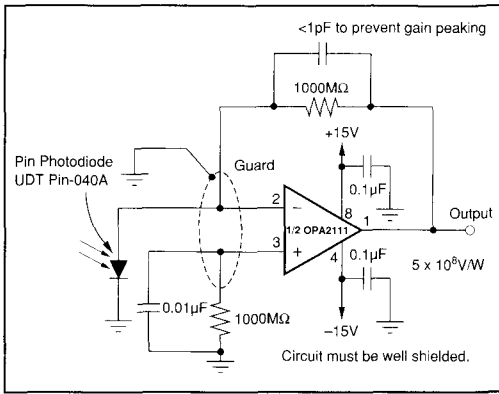 <1pF to prevent gain peaking
1000MΩ
+15V
Pin Photodiode
UDT Pin-040A
Guard
0.1µF
2
−
8
1
Output
1/2 OPA2111
3
+
4
0.1µF
5 x 10⁸V/W
0.01µF
1000MΩ
−15V
Circuit must be well shielded.